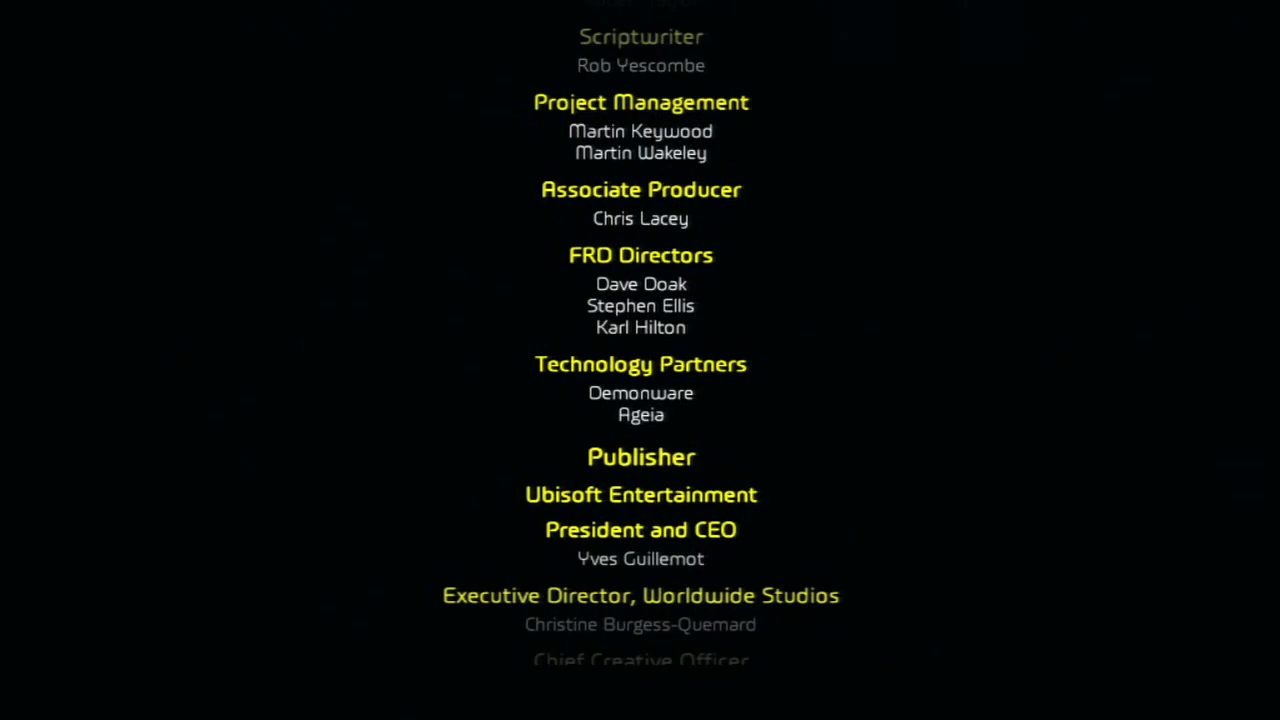 Scriptwriter
Rob Yescombe
Project Management
Martin Keywood
Martin Wakeley
Associate Producer
Chris Lacey
FRD Directors
Dave Doak
Stephen Ellis
Karl Hilton
Technology Partners
Demonware
Ageia
Publisher
Ubisoft Entertainment
President and CEO
Yves Guillemot
Executive Director, Worldwide Studios
Christine Burgess-Quemard
Chief Creative Officer